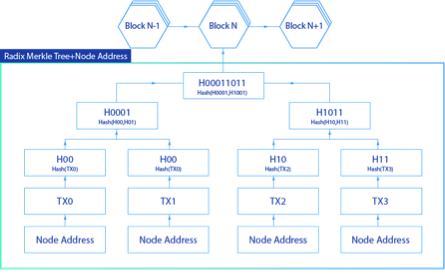 Block N-1
Block N
Block N+1
Radix Merkle Tree+Node Address
H00011011
Hash(H0001,H1001)
H0001
Hash(H00,H01)
H1011
Hash(H10,H11)
H00
Hash(TX0)
H00
Hash(TX0)
H10
Hash(TX2)
H11
Hash(TX3)
TX0
TX1
TX2
TX3
Node Address
Node Address
Node Address
Node Address